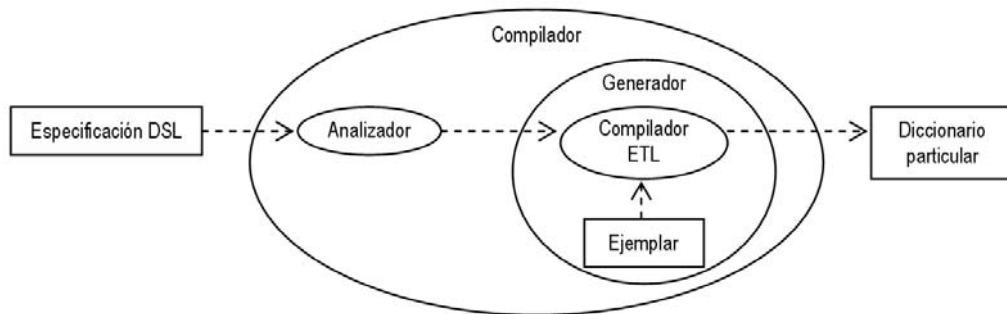 Compilador
Generador
Especificación DSL
Analizador
Compilador
ETL
Diccionario
particular
Ejemplar